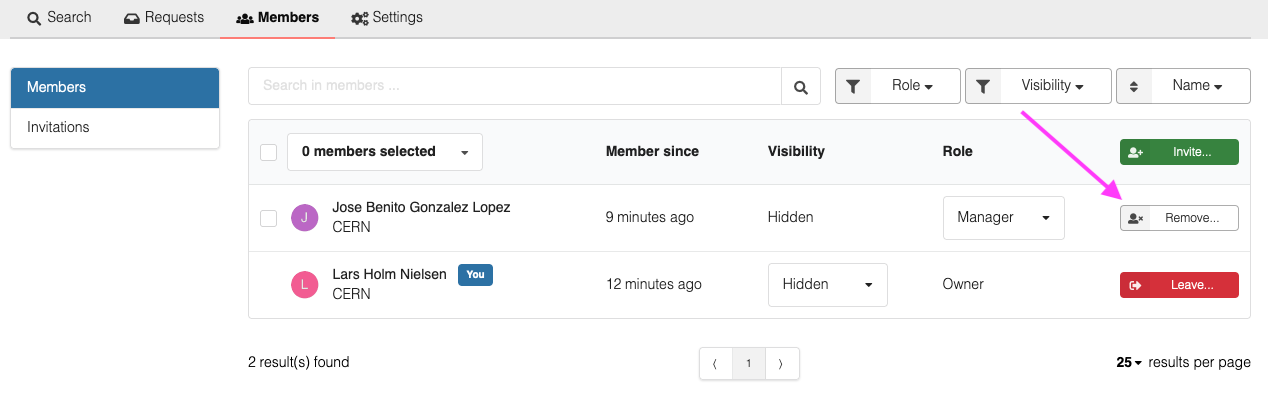 Search Requests Members Settings
Members
Invitations
Search in members ...
Role Visibility Name
0 members selected Member since Visibility Role Invite...
J Jose Benito Gonzalez Lopez 9 minutes ago Hidden Manager Remove...
CERN
L Lars Holm Nielsen You 12 minutes ago Hidden Owner Leave...
CERN
2 result(s) found 1 25 results per page